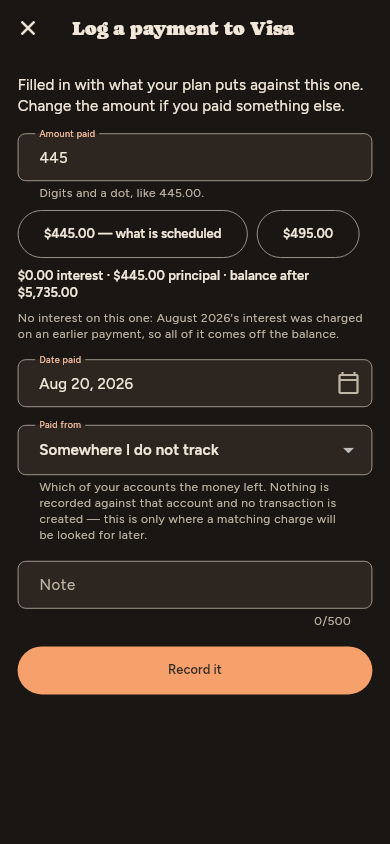 Log a payment to Visa
Filled in with what your plan puts against this one.
Change the amount if you paid something else.
Amount paid
445
Digits and a dot, like 445.00.
$445.00 — what is scheduled
$495.00
$0.00 interest · $445.00 principal · balance after
$5,735.00
No interest on this one: August 2026's interest was charged
on an earlier payment, so all of it comes off the balance.
Date paid
Aug 20, 2026
Paid from
Somewhere I do not track
Which of your accounts the money left. Nothing is
recorded against that account and no transaction is
created — this is only where a matching charge will
be looked for later.
Note
0/500
Record it